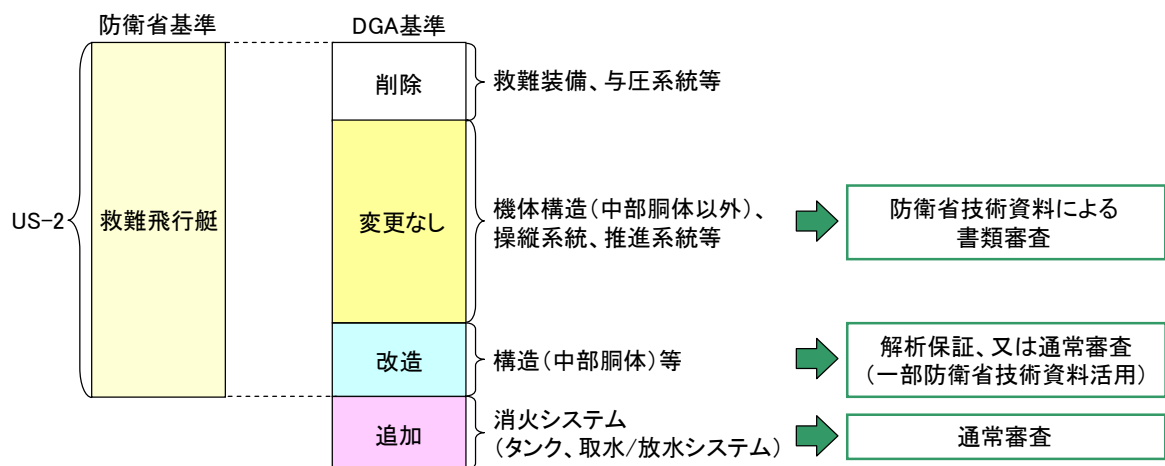 防衛省基準
DGA基準
US-2
救難飛行艇
削除
救難装備、与圧系統等
変更なし
機体構造(中部胴体以外)、
操縦系統、推進系統等
防衛省技術資料による
書類審査
改造
構造(中部胴体)等
解析保証、又は通常審査
(一部防衛省技術資料活用)
追加
消火システム
(タンク、取水/放水システム)
通常審査